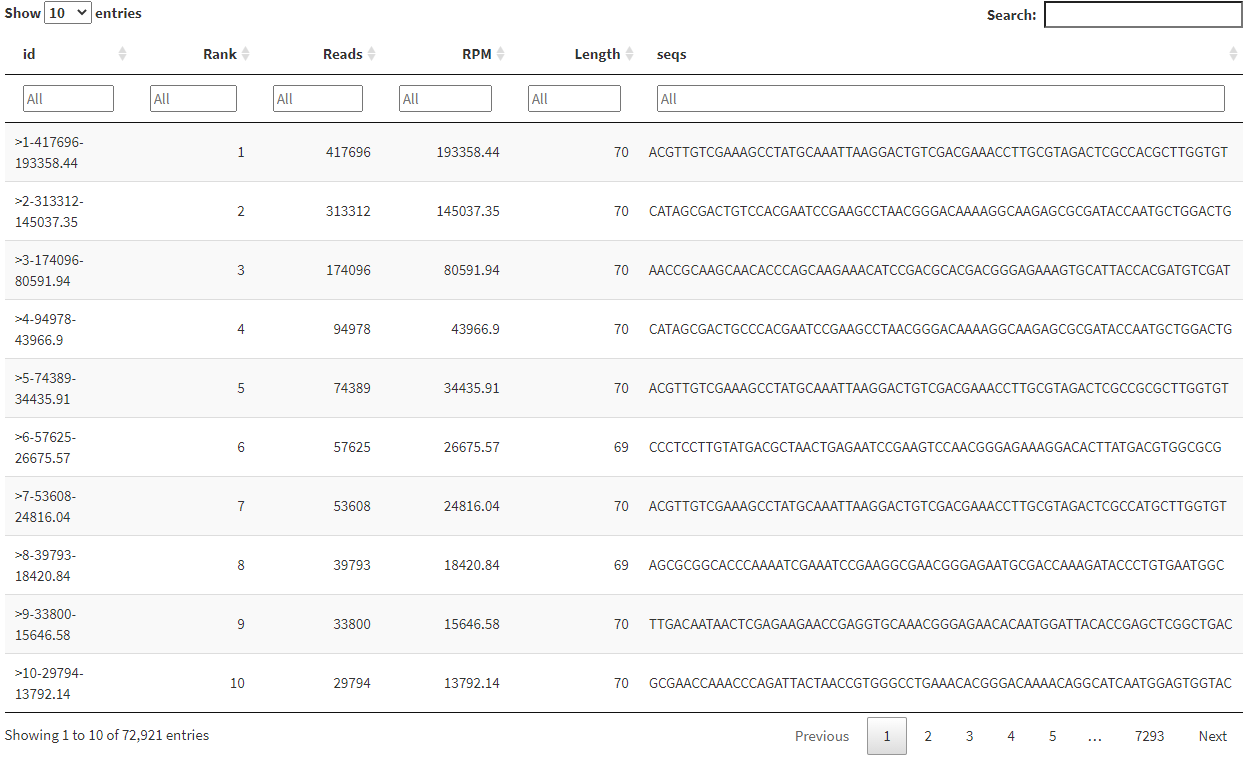 Show 10 entries Search:
id Rank Reads RPM Length seqs
All All All All All All
>1-417696-
193358.44 1 417696 193358.44 70 ACGTTGTCGAAAGCCTATGCAAATTAAGGACTGTCGACGAAACCTTGCGTAGACTCGCCACGCTTGGTGT
>2-313312-
145037.35 2 313312 145037.35 70 CATAGCGACTGTCCACGAATCCGAAGCCTAACGGGACAAAAGGCAAGAGCGCGATACCAATGCTGGACTG
>3-174096-
80591.94 3 174096 80591.94 70 AACCGCAAGCAACACCCAGCAAGAAACATCCGACGCACGACGGGAGAAAGTGCATTACCACGATGTCGAT
>4-94978-
43966.9 4 94978 43966.9 70 CATAGCGACTGCCCACGAATCCGAAGCCTAACGGGACAAAAGGCAAGAGCGCGATACCAATGCTGGACTG
>5-74389-
34435.91 5 74389 34435.91 70 ACGTTGTCGAAAGCCTATGCAAATTAAGGACTGTCGACGAAACCTTGCGTAGACTCGCCGCGCTTGGTGT
>6-57625-
26675.57 6 57625 26675.57 69 CCCTCCTTGTATGACGCTAACTGAGAATCCGAAGTCCAACGGGAGAAAGGACACTTATGACGTGGCGCG
>7-53608-
24816.04 7 53608 24816.04 70 ACGTTGTCGAAAGCCTATGCAAATTAAGGACTGTCGACGAAACCTTGCGTAGACTCGCCATGCTTGGTGT
>8-39793-
18420.84 8 39793 18420.84 69 AGCGCGGCACCCAAAATCGAAATCCGAAGGCGAACGGGAGAATGCGACCAAAGATACCCTGTGAATGGC
>9-33800-
15646.58 9 33800 15646.58 70 TTGACAATAACTCGAGAAGAACCGAGGTGCAAACGGGAGAACACAATGGATTACACCGAGCTCGGCTGAC
>10-29794-
13792.14 10 29794 13792.14 70 GCGAACCAAACCCAGATTACTAACCGTGGGCCTGAAACACGGGACAAAACAGGCATCAATGGAGTGGTAC
Showing 1 to 10 of 72,921 entries Previous 1 2 3 4 5 … 7293 Next